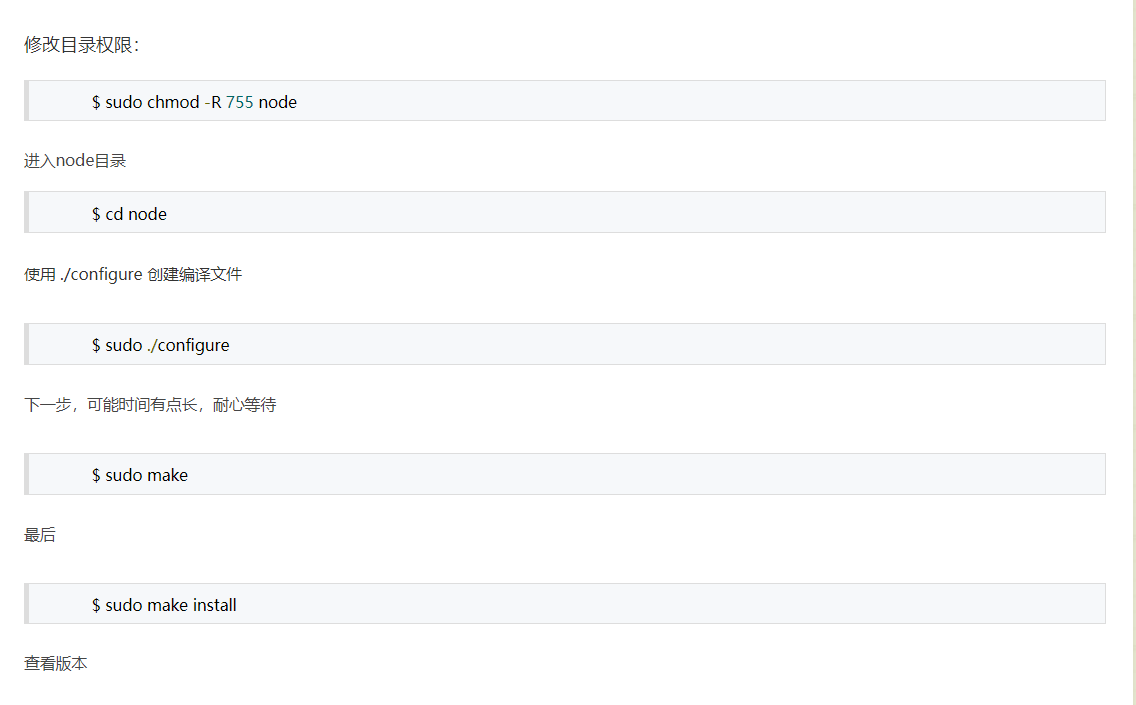 修改目录权限：
$ sudo chmod -R 755 node
进入node目录
$ cd node
使用 ./configure 创建编译文件
$ sudo ./configure
下一步，可能时间有点长，耐心等待
$ sudo make
最后
$ sudo make install
查看版本